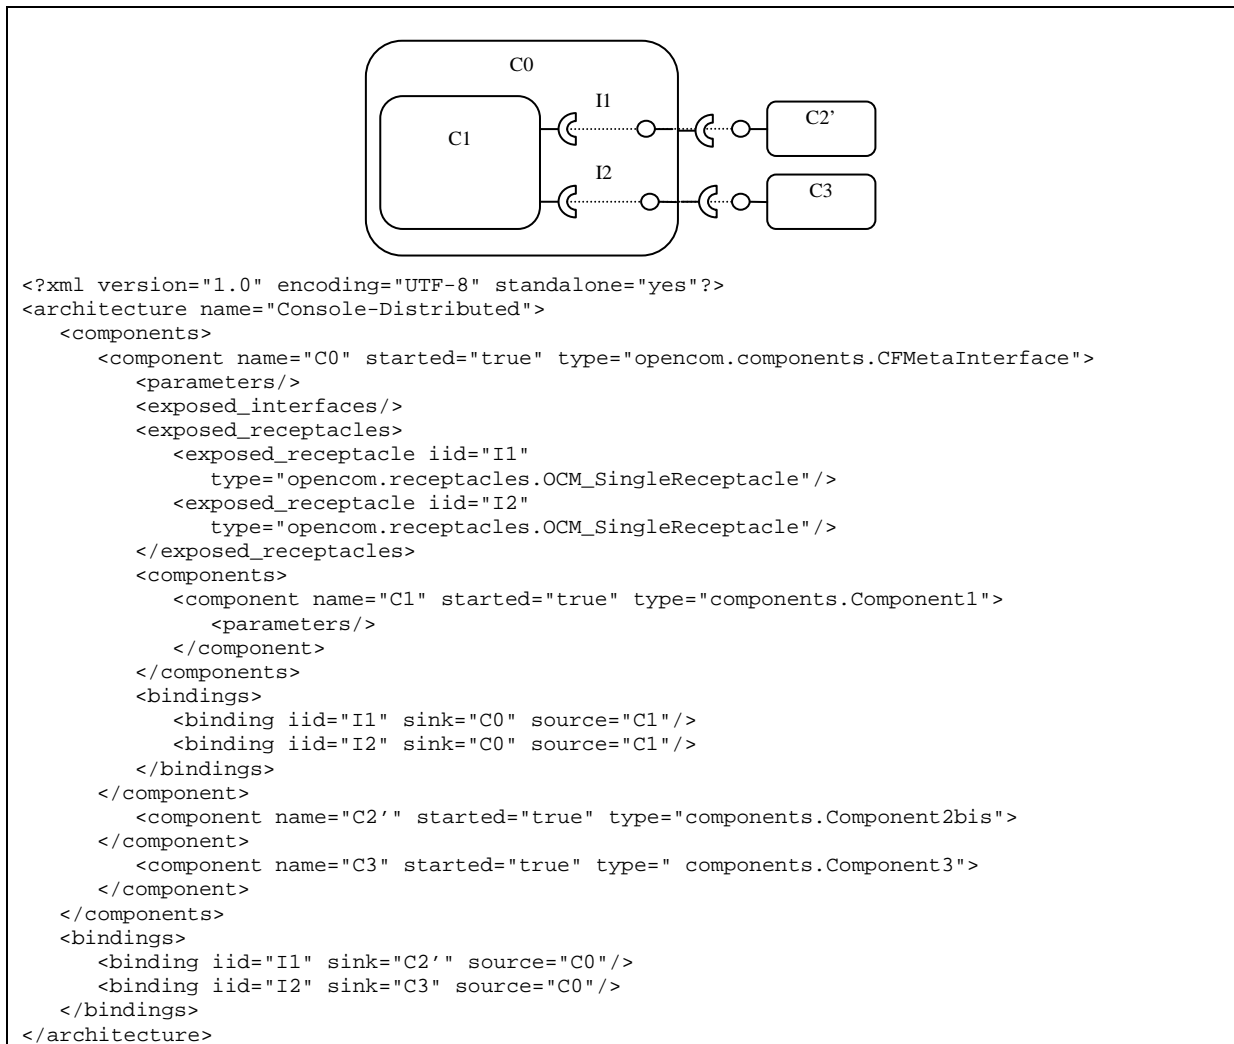 C0
I1
C2’
C1
I2
C3
<?xml version="1.0" encoding="UTF-8" standalone="yes"?>
<architecture name="Console-Distributed">
<components>
<component name="C0" started="true" type="opencom.components.CFMetaInterface">
<parameters/>
<exposed_interfaces/>
<exposed_receptacles>
<exposed_receptacle iid="I1"
type="opencom.receptacles.OCM_SingleReceptacle"/>
<exposed_receptacle iid="I2"
type="opencom.receptacles.OCM_SingleReceptacle"/>
</exposed_receptacles>
<components>
<component name="C1" started="true" type="components.Component1">
<parameters/>
</component>
</components>
<bindings>
<binding iid="I1" sink="C0" source="C1"/>
<binding iid="I2" sink="C0" source="C1"/>
</bindings>
</component>
<component name="C2’" started="true" type="components.Component2bis">
</component>
<component name="C3" started="true" type=" components.Component3">
</component>
</components>
<bindings>
<binding iid="I1" sink="C2’" source="C0"/>
<binding iid="I2" sink="C3" source="C0"/>
</bindings>
</architecture>